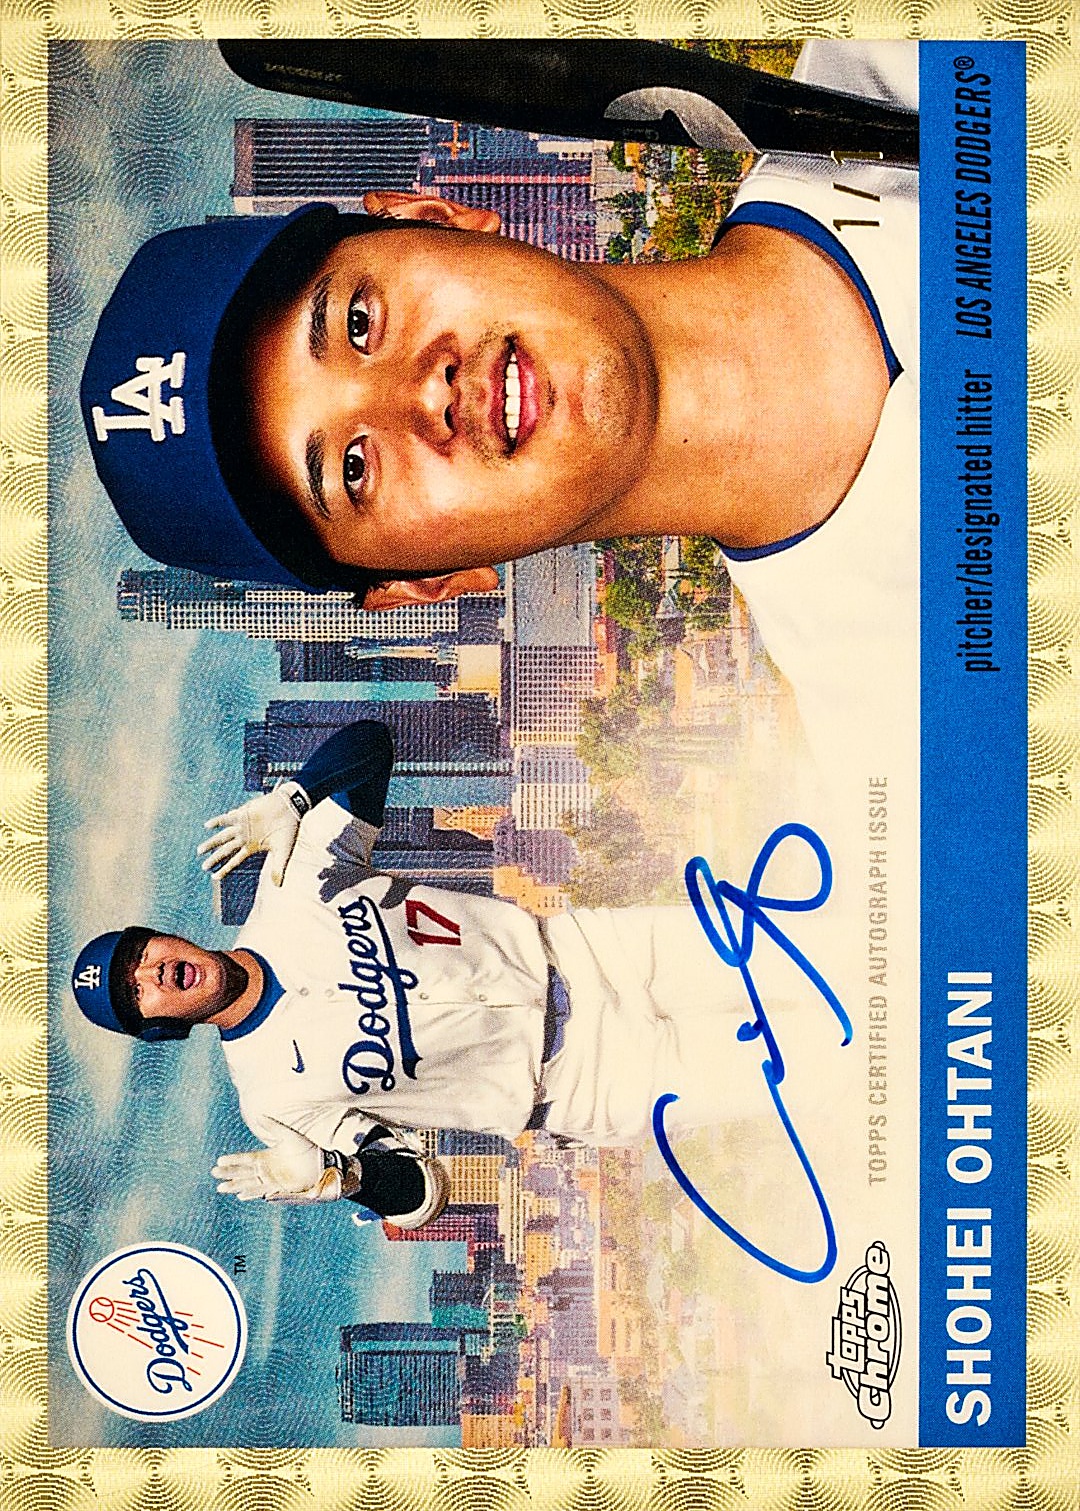 LA
1/1
LA
Dodgers
17
Dodgers
TM
TOPPS CERTIFIED AUTOGRAPH ISSUE
topps
chrome
SHOHEI OHTANI
pitcher/designated hitter LOS ANGELES DODGERS®